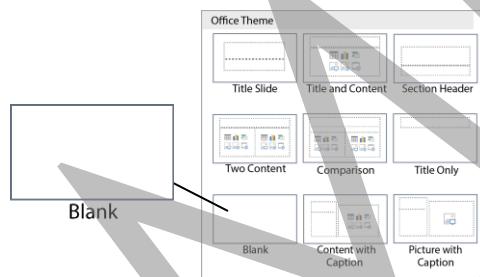 Office Theme
Title Slide
Title and Content
Section Header
Two Content
Comparison
Title Only
Blank
Blank
Content with
Caption
Picture with
Caption